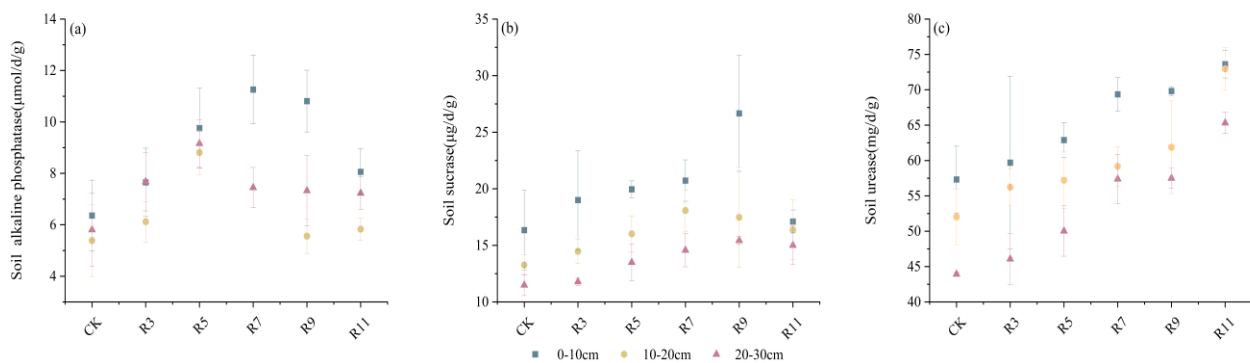 (a)
Soil alkaline phosphatase(μmol/d/g)
14
12
10
8
6
4
2
CK
R3
R5
R7
R9
R11
(b)
Soil sucrase(μg/d/g)
35
30
25
20
15
10
CK
R3
R5
R7
R9
R11
(c)
Soil urease(mg/d/g)
80
75
70
65
60
55
50
45
40
CK
R3
R5
R7
R9
R11
0-10cm 10-20cm 20-30cm